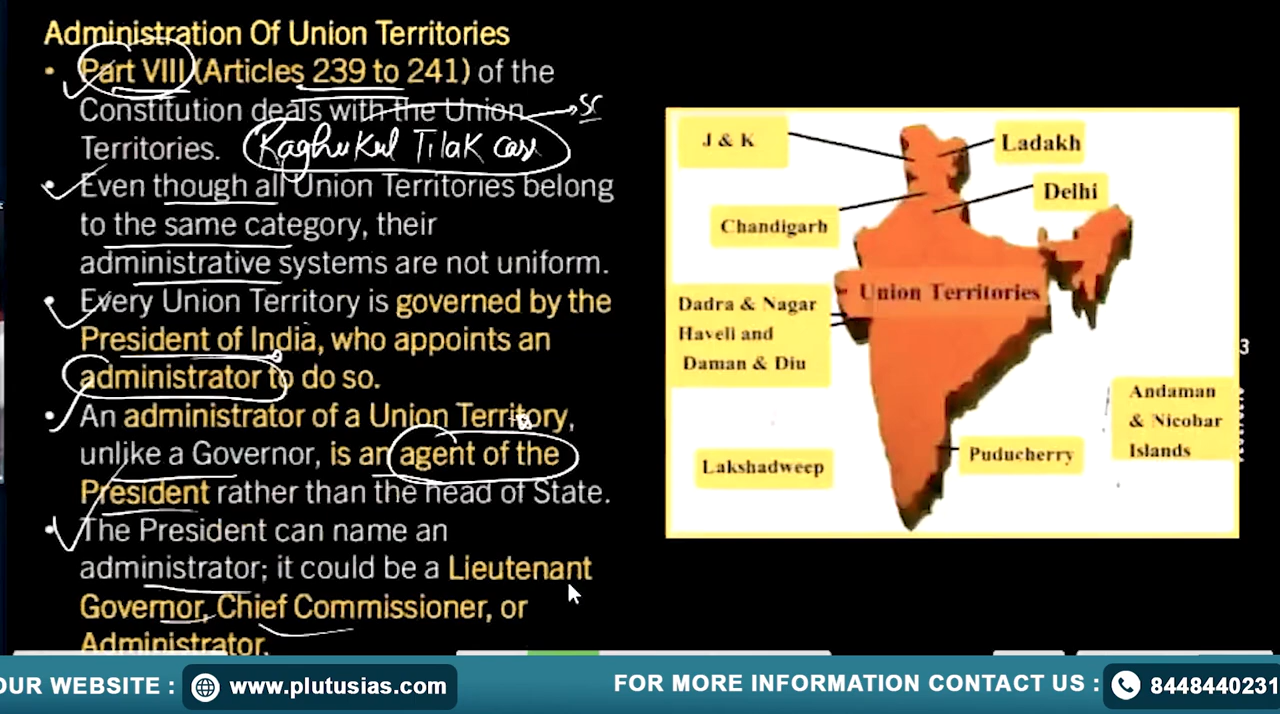 Administration Of Union Territories
• Part VIII (Articles 239 to 241) of the
Constitution deals with the Union
→ SC
Territories. Raghukul Tilak case
• Even though all Union Territories belong
to the same category, their
administrative systems are not uniform.
• Every Union Territory is governed by the
President of India, who appoints an
administrator to do so.
• An administrator of a Union Territory,
unlike a Governor, is an agent of the
President rather than the head of State.
• The President can name an
administrator; it could be a Lieutenant
Governor, Chief Commissioner, or
Administrator.
J & K
Ladakh
Delhi
Chandigarh
Union Territories
Dadra & Nagar
Haveli and
Daman & Diu
Andaman
& Nicobar
Islands
Puducherry
Lakshadweep
3
OUR WEBSITE : www.plutusias.com
FOR MORE INFORMATION CONTACT US : 8448440231